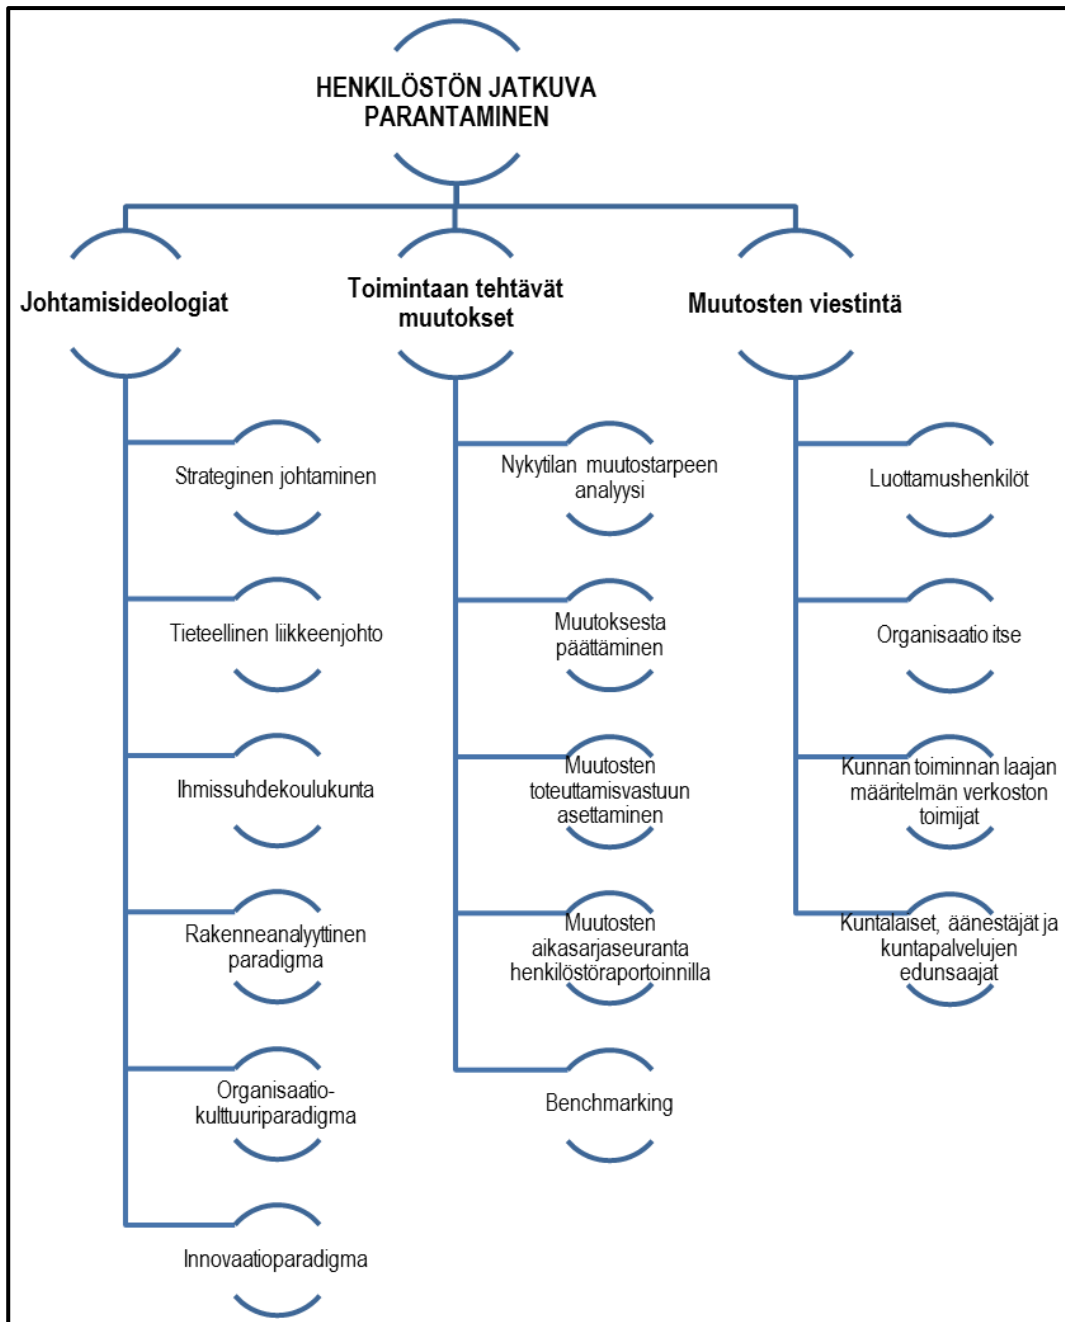 HENKILÖSTÖN JATKUVA
PARANTAMINEN
Johtamisideologiat
Strateginen johtaminen
Tieteellinen liikkeenjohto
Ihmissuhdekoulukunta
Rakenneanalyyttinen
paradigma
Organisaatio-
kulttuuriparadigma
Innovaatioparadigma
Toimintaan tehtävät
muutokset
Nykytilan muutostarpeen
analyysi
Muutoksesta
päättäminen
Muutosten
toteuttamisvastuun
asettaminen
Muutosten
aikasarjaseuranta
henkilöstöraportoinnilla
Benchmarking
Muutosten viestintä
Luottamushenkilöt
Organisaatio itse
Kunnan toiminnan laajan
määritelmän verkoston
toimijat
Kuntalaiset, äänestäjät ja
kuntapalvelujen
edunsaajat